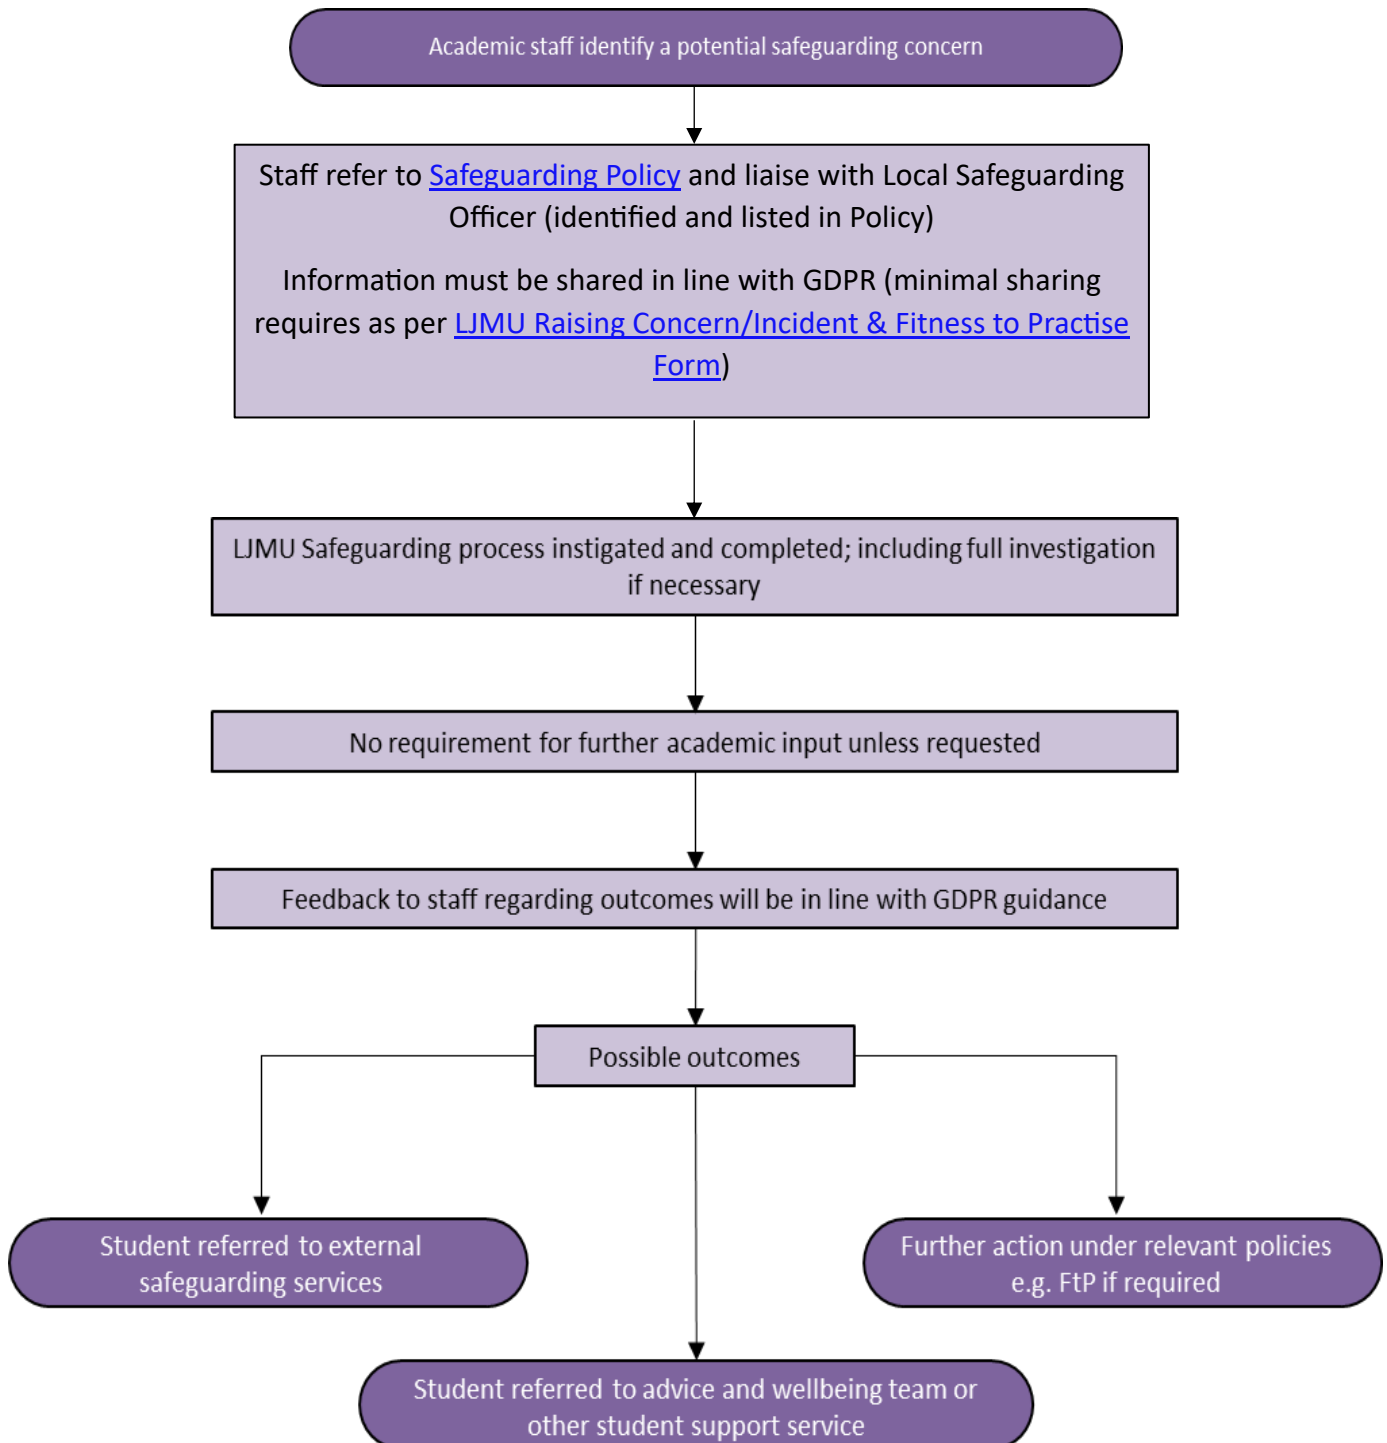 Academic staff identify a potential safeguarding concern
Staff refer to Safeguarding Policy and liaise with Local Safeguarding
Officer (identified and listed in Policy)
Information must be shared in line with GDPR (minimal sharing
requires as per LJMU Raising Concern/Incident & Fitness to Practise
Form)
LJMU Safeguarding process instigated and completed; including full investigation
if necessary
No requirement for further academic input unless requested
Feedback to staff regarding outcomes will be in line with GDPR guidance
Possible outcomes
Student referred to external
safeguarding services
Further action under relevant policies
e.g. FtP if required
Student referred to advice and wellbeing team or
other student support service